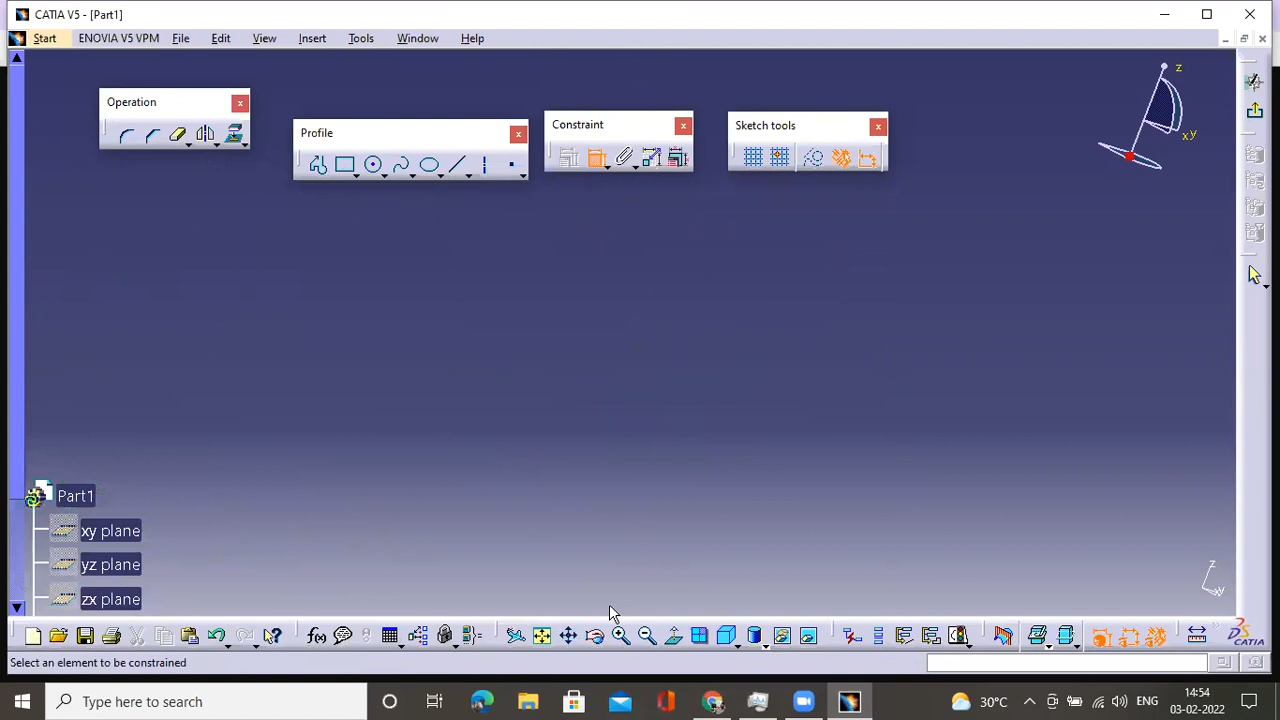 CATIA V5 - [Part1]
Start ENOVIA V5 VPM File Edit View Insert Tools Window Help
Operation x
Profile x
Constraint x
Sketch tools x
z
xy
Part1
xy plane
yz plane
zx plane
z
y
f(x)
CATIA
Select an element to be constrained
Type here to search
30°C
ENG
14:54
03-02-2022